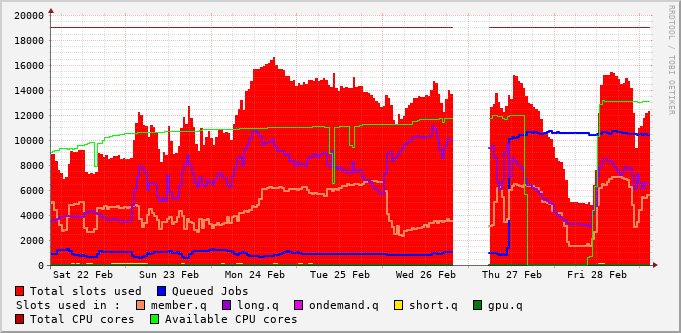 RRDTOOL / TOBI OETIKER
20000
18000
16000
14000
12000
10000
8000
6000
4000
2000
0
Sat 22 Feb Sun 23 Feb Mon 24 Feb Tue 25 Feb Wed 26 Feb Thu 27 Feb Fri 28 Feb
Total slots used Queued Jobs
Slots used in : member.q long.q ondemand.q short.q gpu.q
Total CPU cores Available CPU cores